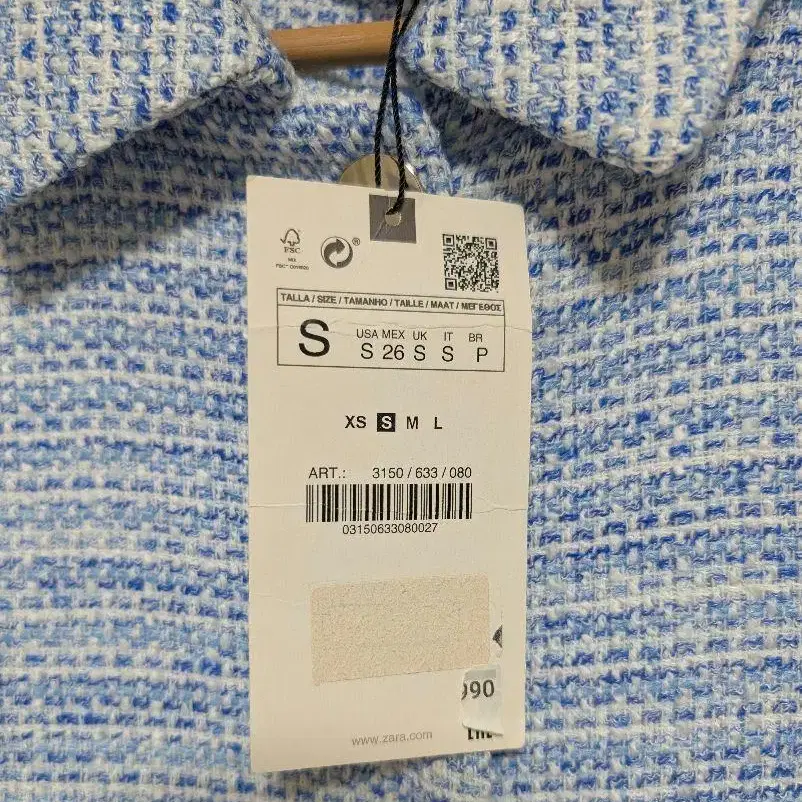 FSC
®
TALLA / SIZE / TAMANHO / TAILLE / MAAT / ΜΕΓΕΘΟΣ
USA MEX UK IT BR
S S 26 S S P
XS S M L
ART.: 3150 / 633 / 080
03150633080027
990
www.zara.com